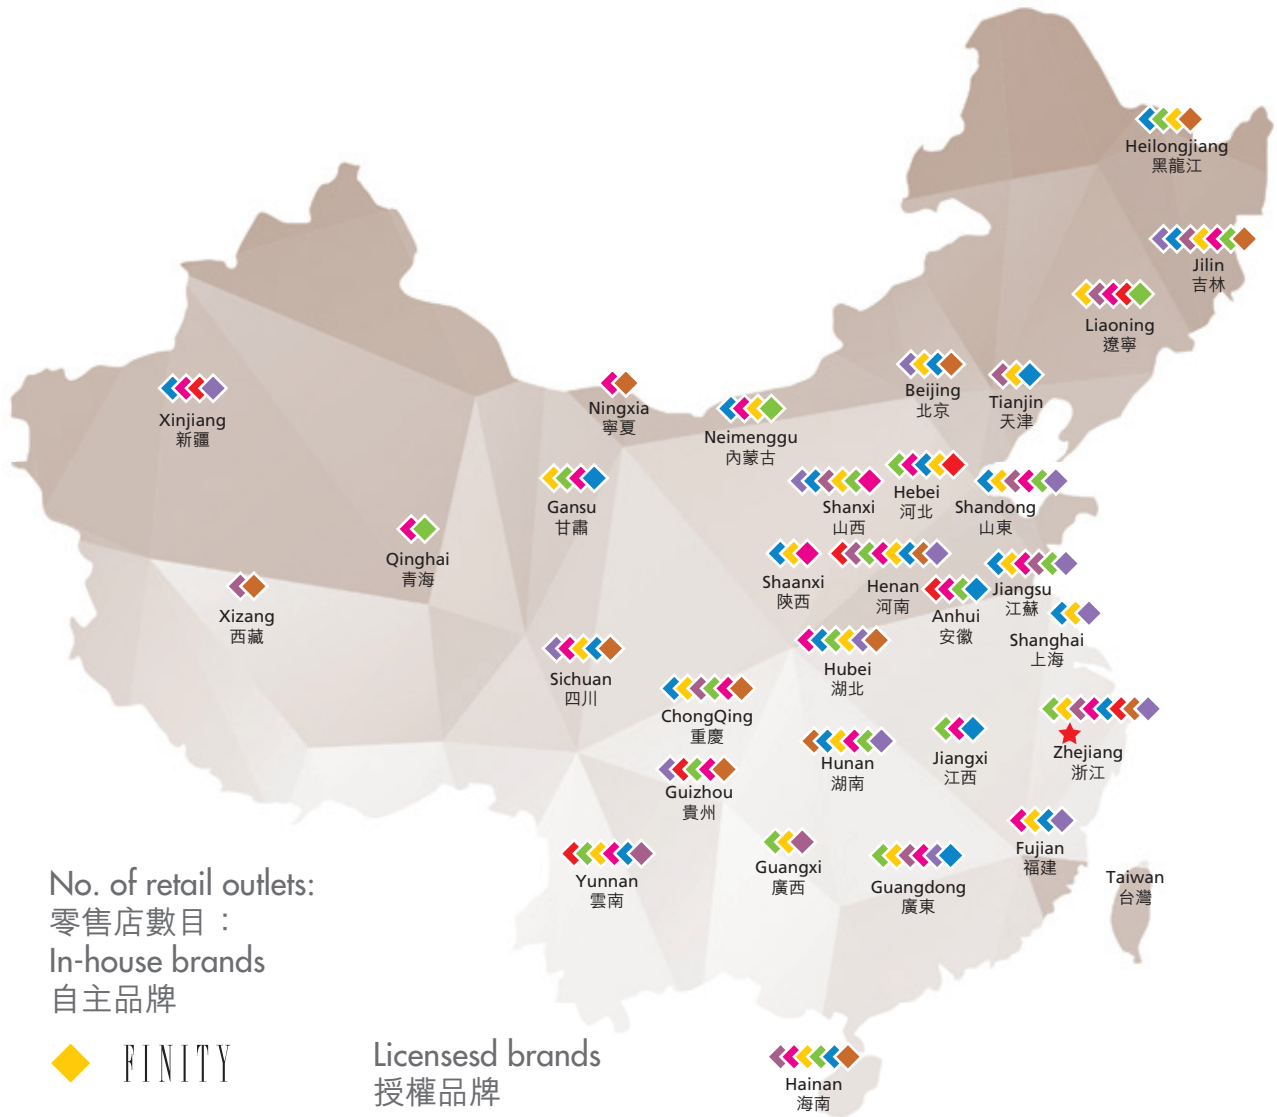 Heilongjiang
黑龍江
Jilin
吉林
Liaoning
遼寧
Beijing
北京
Tianjin
天津
Xinjiang
新疆
Ningxia
寧夏
Neimenggu
內蒙古
Gansu
甘肅
Shanxi
山西
Hebei
河北
Shandong
山東
Qinghai
青海
Shaanxi
陝西
Henan
河南
Anhui
安徽
Jiangsu
江蘇
Xizang
西藏
Shanghai
上海
Sichuan
四川
Hubei
湖北
ChongQing
重慶
Hunan
湖南
Jiangxi
江西
Zhejiang
浙江
Guizhou
貴州
Yunnan
雲南
Guangxi
廣西
Guangdong
廣東
Fujian
福建
Taiwan
台灣
No. of retail outlets:
零售店數目：
In-house brands
自主品牌
FINITY
Licensesd brands
授權品牌
Hainan
海南